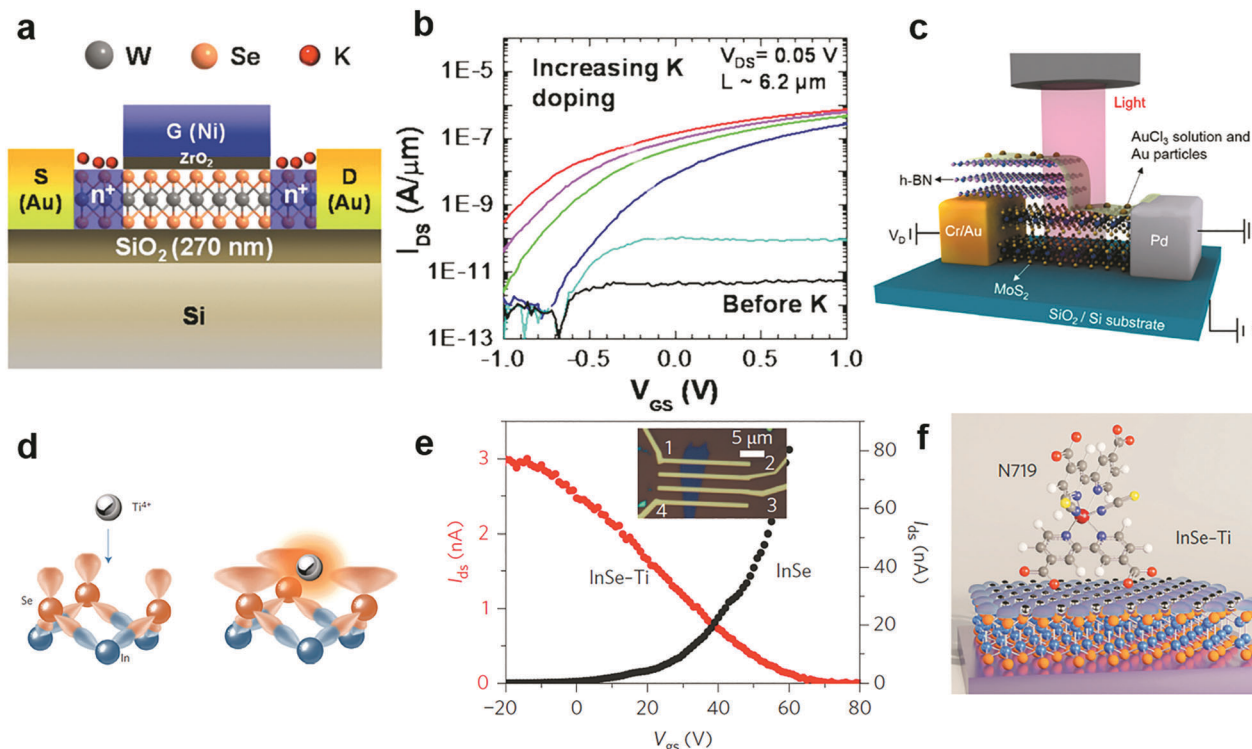 a
W Se K
G (Ni)
ZrO2
S
(Au)
n+
n+
D
(Au)
SiO2 (270 nm)
Si
b
IDS (A/µm)
1E-5
1E-7
1E-9
1E-11
1E-13
Increasing K
doping
VDS= 0.05 V
L ~ 6.2 µm
Before K
-1.0 -0.5 0.0 0.5 1.0
VGS (V)
c
Light
AuCl3 solution and
Au particles
h-BN
Cr/Au
Pd
VD
MoS2
SiO2 / Si substrate
d
Ti4+
Se
In
e
Ids (nA)
3
2
1
0
5 µm
1
2
3
4
InSe-Ti
InSe
80
60
40
20
0
Ids (nA)
-20 0 20 40 60 80
Vgs (V)
f
N719
InSe-Ti